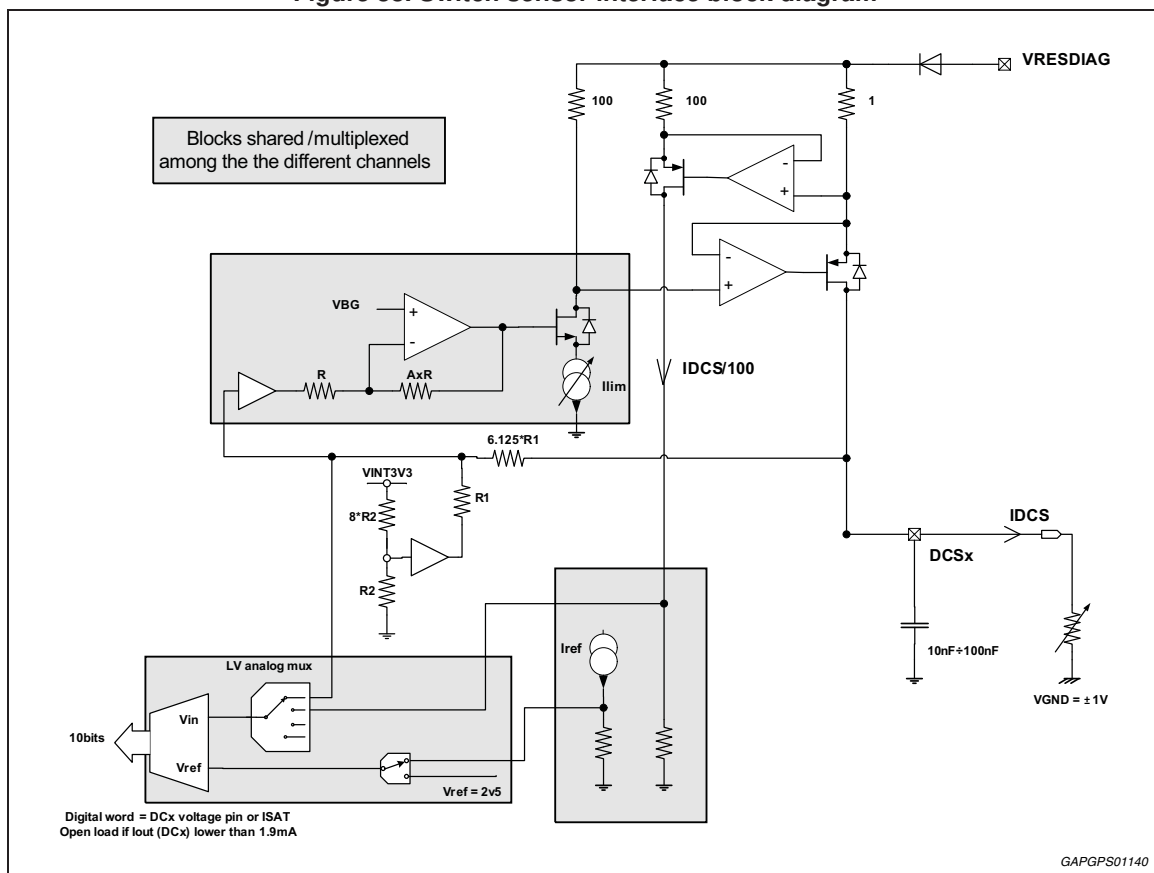 Switch sensor interface block diagram
VRESDIAG
100
100
1
Blocks shared /multiplexed
among the the different channels
-
+
-
+
VBG
+
-
R
AxR
Ilim
IDCS/100
6.125*R1
VINT3V3
R1
8*R2
R2
IDCS
DCSx
10nF÷100nF
VGND = ±1V
Iref
LV analog mux
Vin
10bits
Vref
Vref = 2v5
Digital word = DCx voltage pin or ISAT
Open load if Iout (DCx) lower than 1.9mA
GAPGPS01140